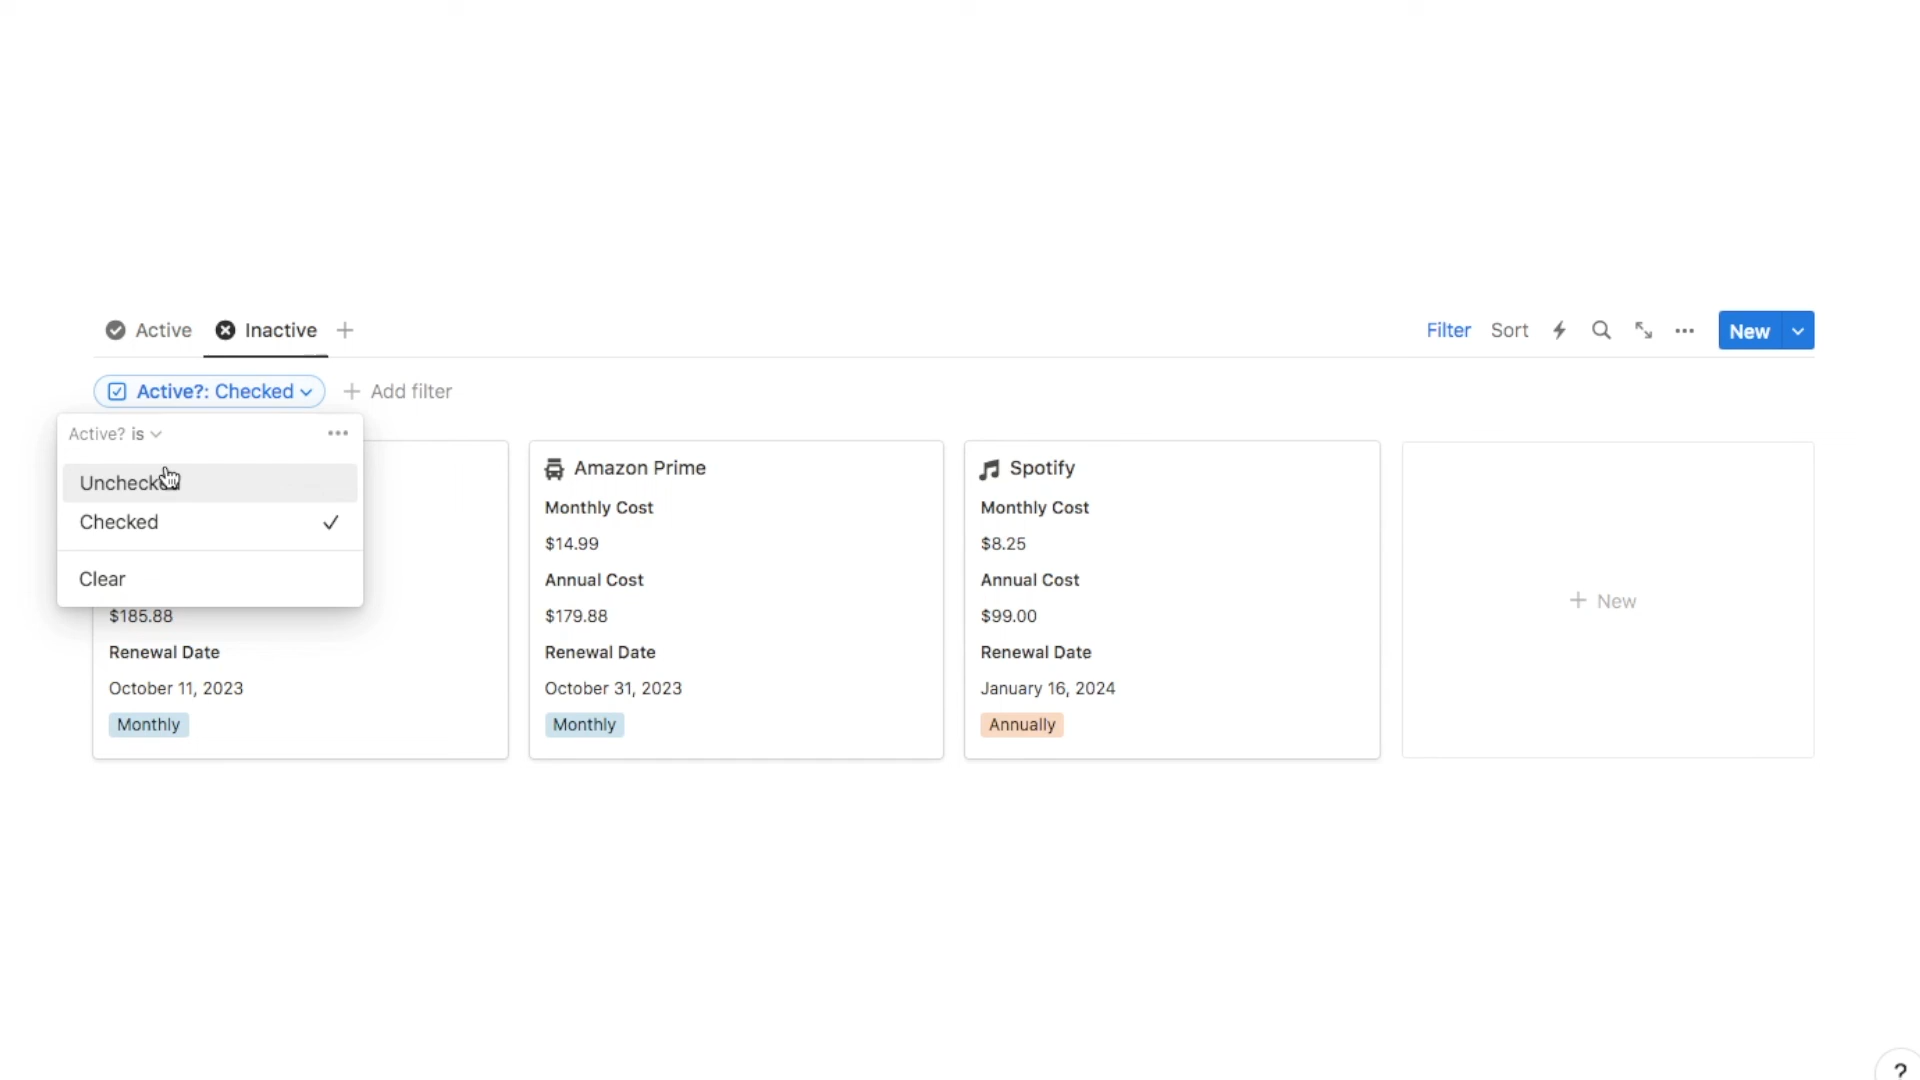 Active Inactive
Filter Sort New
Active?: Checked Add filter
Active? is
Unchecked
Checked
Clear
$185.88
Renewal Date
October 11, 2023
Monthly
Amazon Prime
Monthly Cost
$14.99
Annual Cost
$179.88
Renewal Date
October 31, 2023
Monthly
Spotify
Monthly Cost
$8.25
Annual Cost
$99.00
Renewal Date
January 16, 2024
Annually
+ New
?